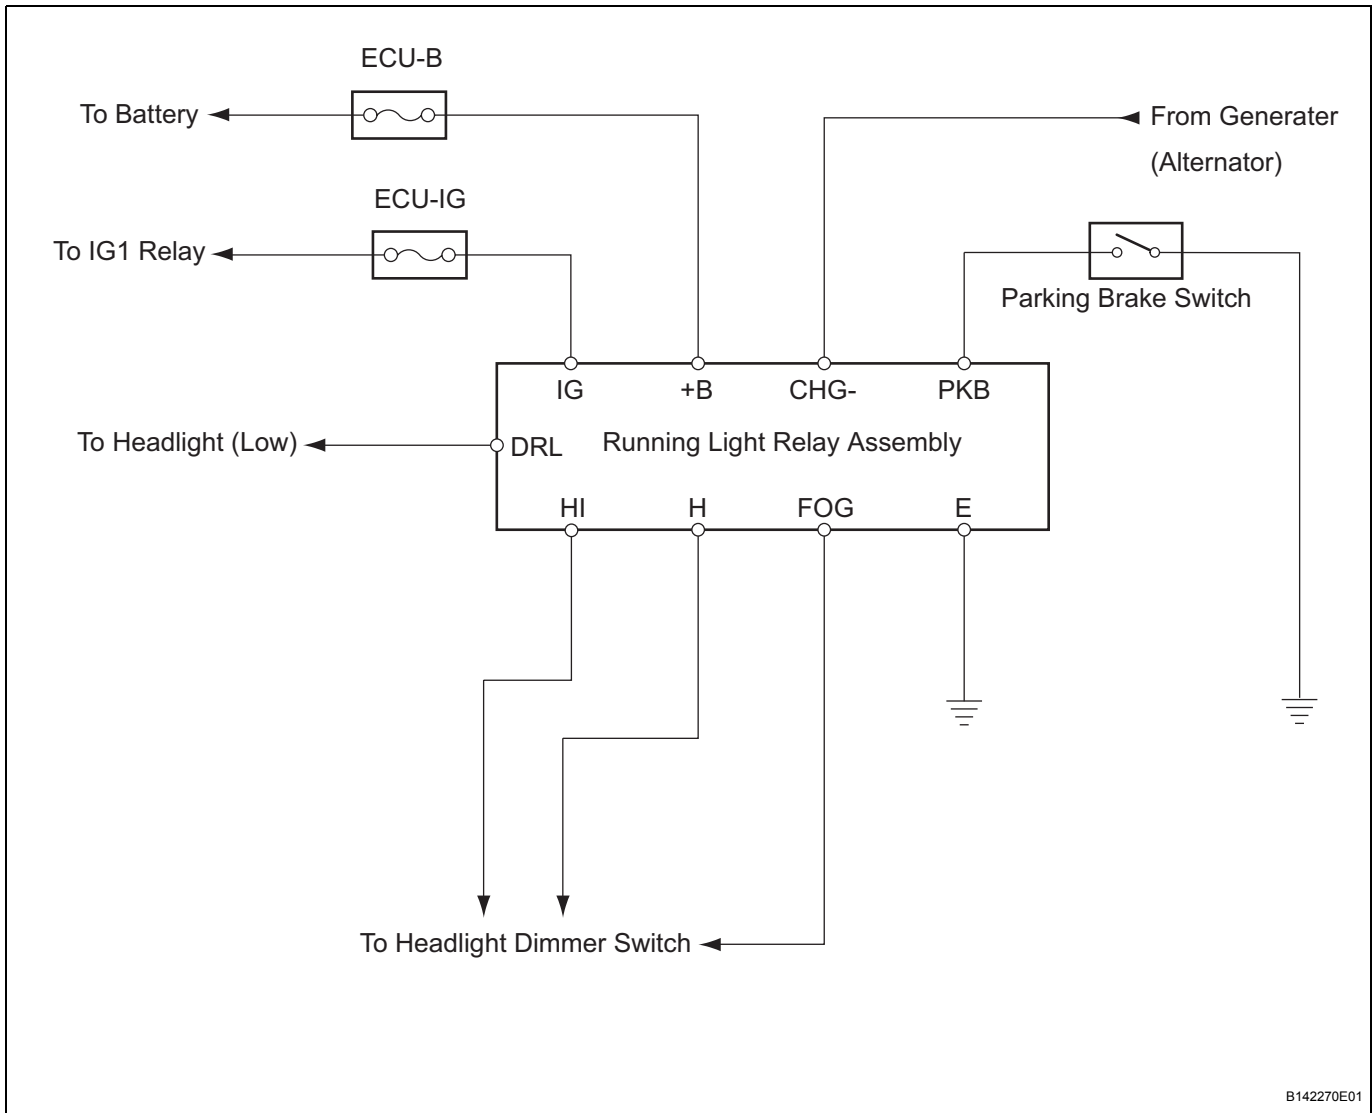 ECU-B
To Battery
From Generater
(Alternator)
ECU-IG
To IG1 Relay
Parking Brake Switch
IG
+B
CHG-
PKB
To Headlight (Low)
DRL
Running Light Relay Assembly
HI
H
FOG
E
To Headlight Dimmer Switch
B142270E01